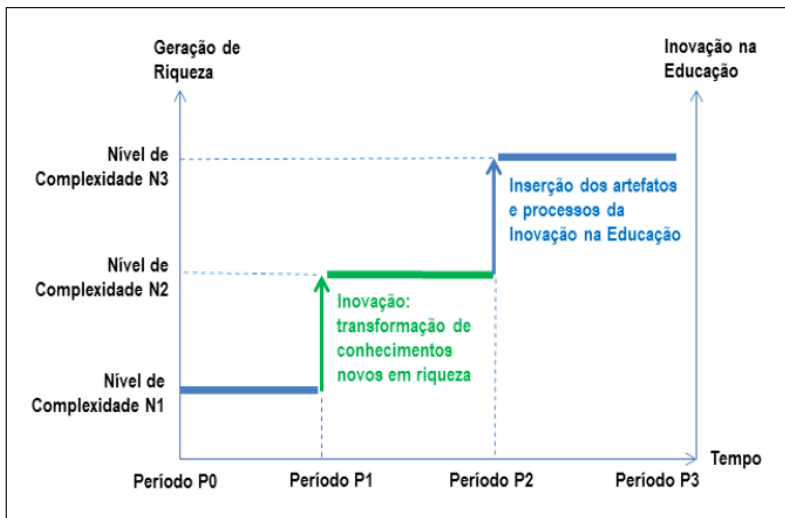 Geração de
Riqueza
Inovação na
Educação
Nível de
Complexidade N3
Inserção dos artefatos
e processos da
Inovação na Educação
Nível de
Complexidade N2
Inovação:
transformação de
conhecimentos
novos em riqueza
Nível de
Complexidade N1
Tempo
Período P0
Período P1
Período P2
Período P3